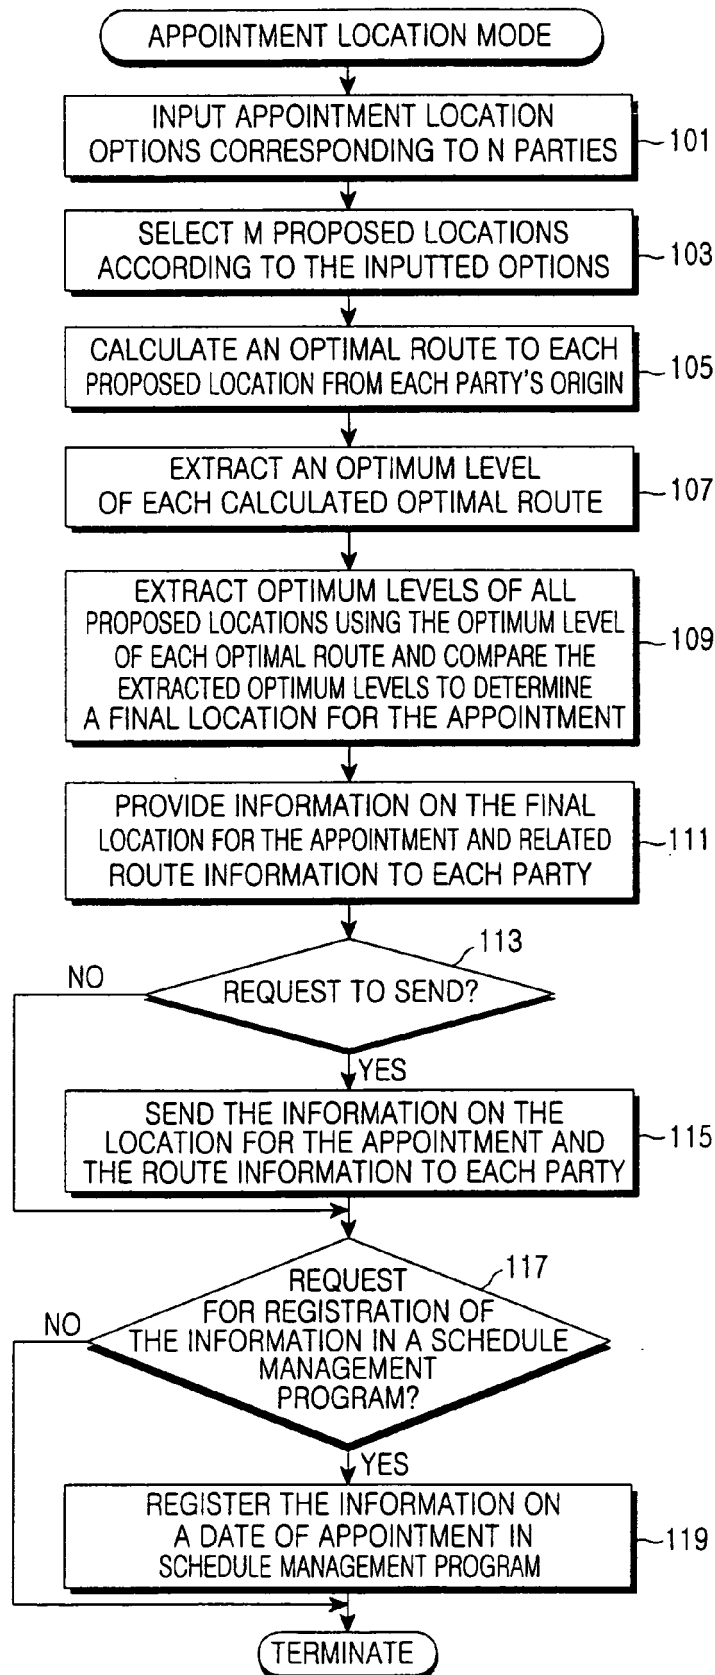 APPOINTMENT LOCATION MODE
INPUT APPOINTMENT LOCATION
OPTIONS CORRESPONDING TO N PARTIES
101
SELECT M PROPOSED LOCATIONS
ACCORDING TO THE INPUTTED OPTIONS
103
CALCULATE AN OPTIMAL ROUTE TO EACH
PROPOSED LOCATION FROM EACH PARTY'S ORIGIN
105
EXTRACT AN OPTIMUM LEVEL
OF EACH CALCULATED OPTIMAL ROUTE
107
EXTRACT OPTIMUM LEVELS OF ALL
PROPOSED LOCATIONS USING THE OPTIMUM LEVEL
OF EACH OPTIMAL ROUTE AND COMPARE THE
EXTRACTED OPTIMUM LEVELS TO DETERMINE
A FINAL LOCATION FOR THE APPOINTMENT
109
PROVIDE INFORMATION ON THE FINAL
LOCATION FOR THE APPOINTMENT AND RELATED
ROUTE INFORMATION TO EACH PARTY
111
113
NO
REQUEST TO SEND?
YES
SEND THE INFORMATION ON THE
LOCATION FOR THE APPOINTMENT AND
THE ROUTE INFORMATION TO EACH PARTY
115
117
REQUEST
FOR REGISTRATION OF
NO
THE INFORMATION IN A SCHEDULE
MANAGEMENT
PROGRAM?
YES
REGISTER THE INFORMATION ON
A DATE OF APPOINTMENT IN
SCHEDULE MANAGEMENT PROGRAM
119
TERMINATE